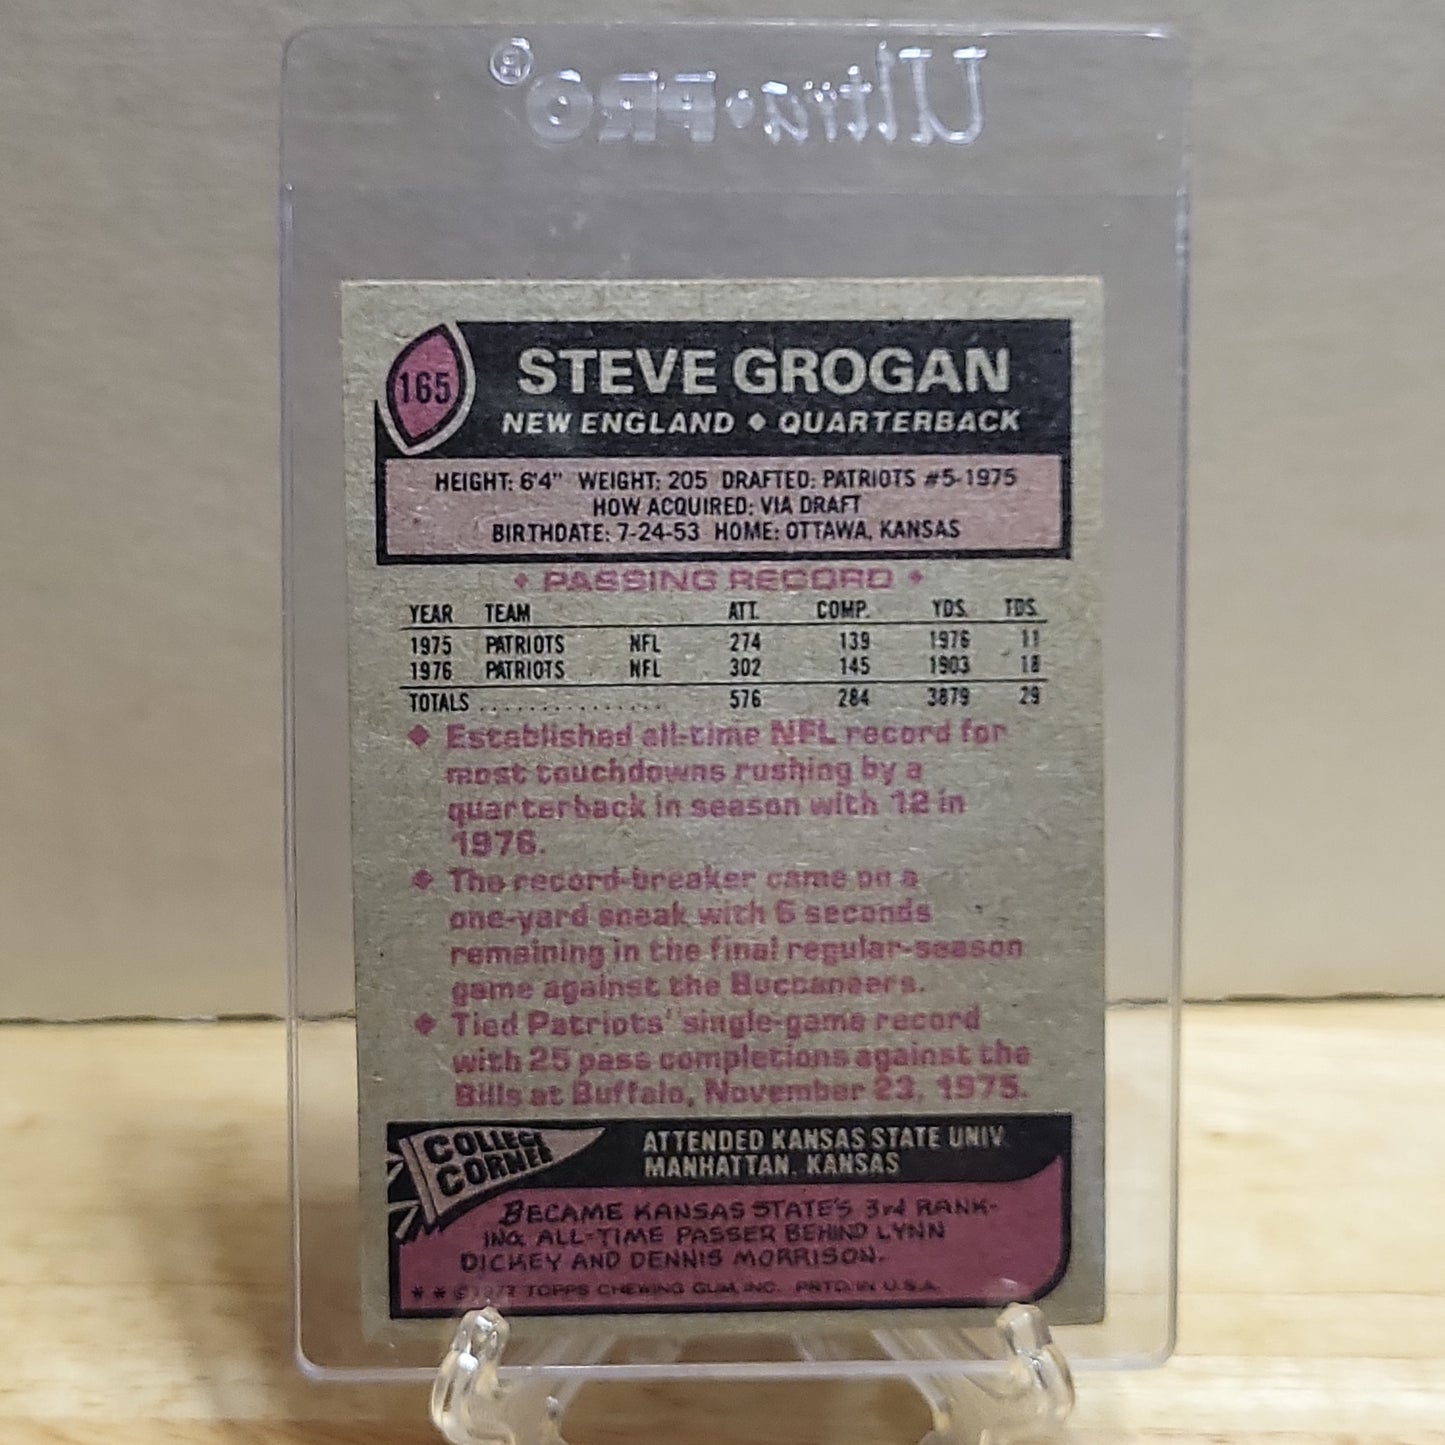 Ultra•PRO®
165
STEVE GROGAN
NEW ENGLAND ◆ QUARTERBACK
HEIGHT: 6'4" WEIGHT: 205 DRAFTED: PATRIOTS #5-1975
HOW ACQUIRED: VIA DRAFT
BIRTHDATE: 7-24-53 HOME: OTTAWA, KANSAS
◆ PASSING RECORD ◆
YEAR TEAM ATT. COMP. YDS. TDS.
1975 PATRIOTS NFL 274 139 1976 11
1976 PATRIOTS NFL 302 145 1903 18
TOTALS ............... 576 284 3879 29
◆ Established all-time NFL record for
most touchdowns rushing by a
quarterback in season with 12 in
1976.
◆ The record-breaker came on a
one-yard sneak with 6 seconds
remaining in the final regular-season
game against the Buccaneers.
◆ Tied Patriots' single-game record
with 25 pass completions against the
Bills at Buffalo, November 23, 1975.
COLLEGE
CORNER
ATTENDED KANSAS STATE UNIV.
MANHATTAN, KANSAS
BECAME KANSAS STATE'S 3rd RANK-
ING ALL-TIME PASSER BEHIND LYNN
DICKEY AND DENNIS MORRISON.
* * © 1977 TOPPS CHEWING GUM, INC. PRTD. IN U.S.A.